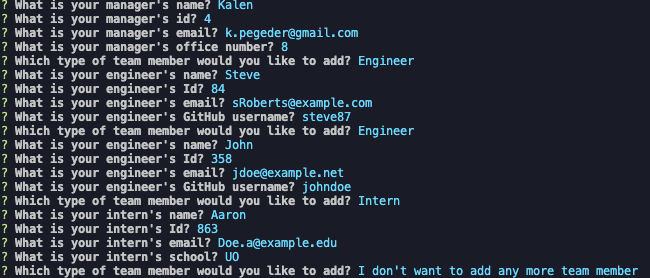 ? What is your manager's name? Kalen
? What is your manager's id? 4
? What is your manager's email? k.pegeder@gmail.com
? What is your manager's office number? 8
? Which type of team member would you like to add? Engineer
? What is your engineer's name? Steve
? What is your engineer's Id? 84
? What is your engineer's email? sRoberts@example.com
? What is your engineer's GitHub username? steve87
? Which type of team member would you like to add? Engineer
? What is your engineer's name? John
? What is your engineer's Id? 358
? What is your engineer's email? jdoe@example.net
? What is your engineer's GitHub username? johndoe
? Which type of team member would you like to add? Intern
? What is your intern's name? Aaron
? What is your intern's Id? 863
? What is your intern's email? Doe.a@example.edu
? What is your intern's school? UO
? Which type of team member would you like to add? I don't want to add any more team member